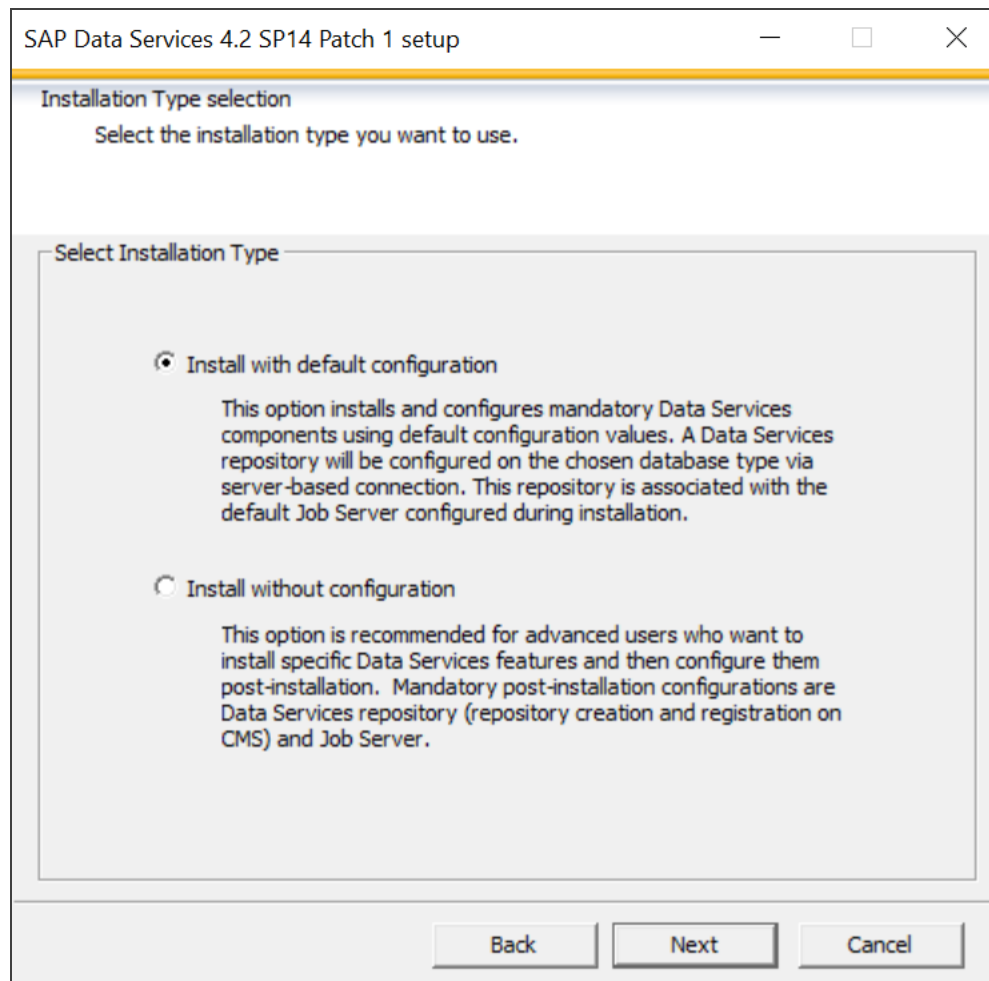 SAP Data Services 4.2 SP14 Patch 1 setup
Installation Type selection
Select the installation type you want to use.
Select Installation Type
Install with default configuration
This option installs and configures mandatory Data Services
components using default configuration values. A Data Services
repository will be configured on the chosen database type via
server-based connection. This repository is associated with the
default Job Server configured during installation.
Install without configuration
This option is recommended for advanced users who want to
install specific Data Services features and then configure them
post-installation.  Mandatory post-installation configurations are
Data Services repository (repository creation and registration on
CMS) and Job Server.
Back Next Cancel